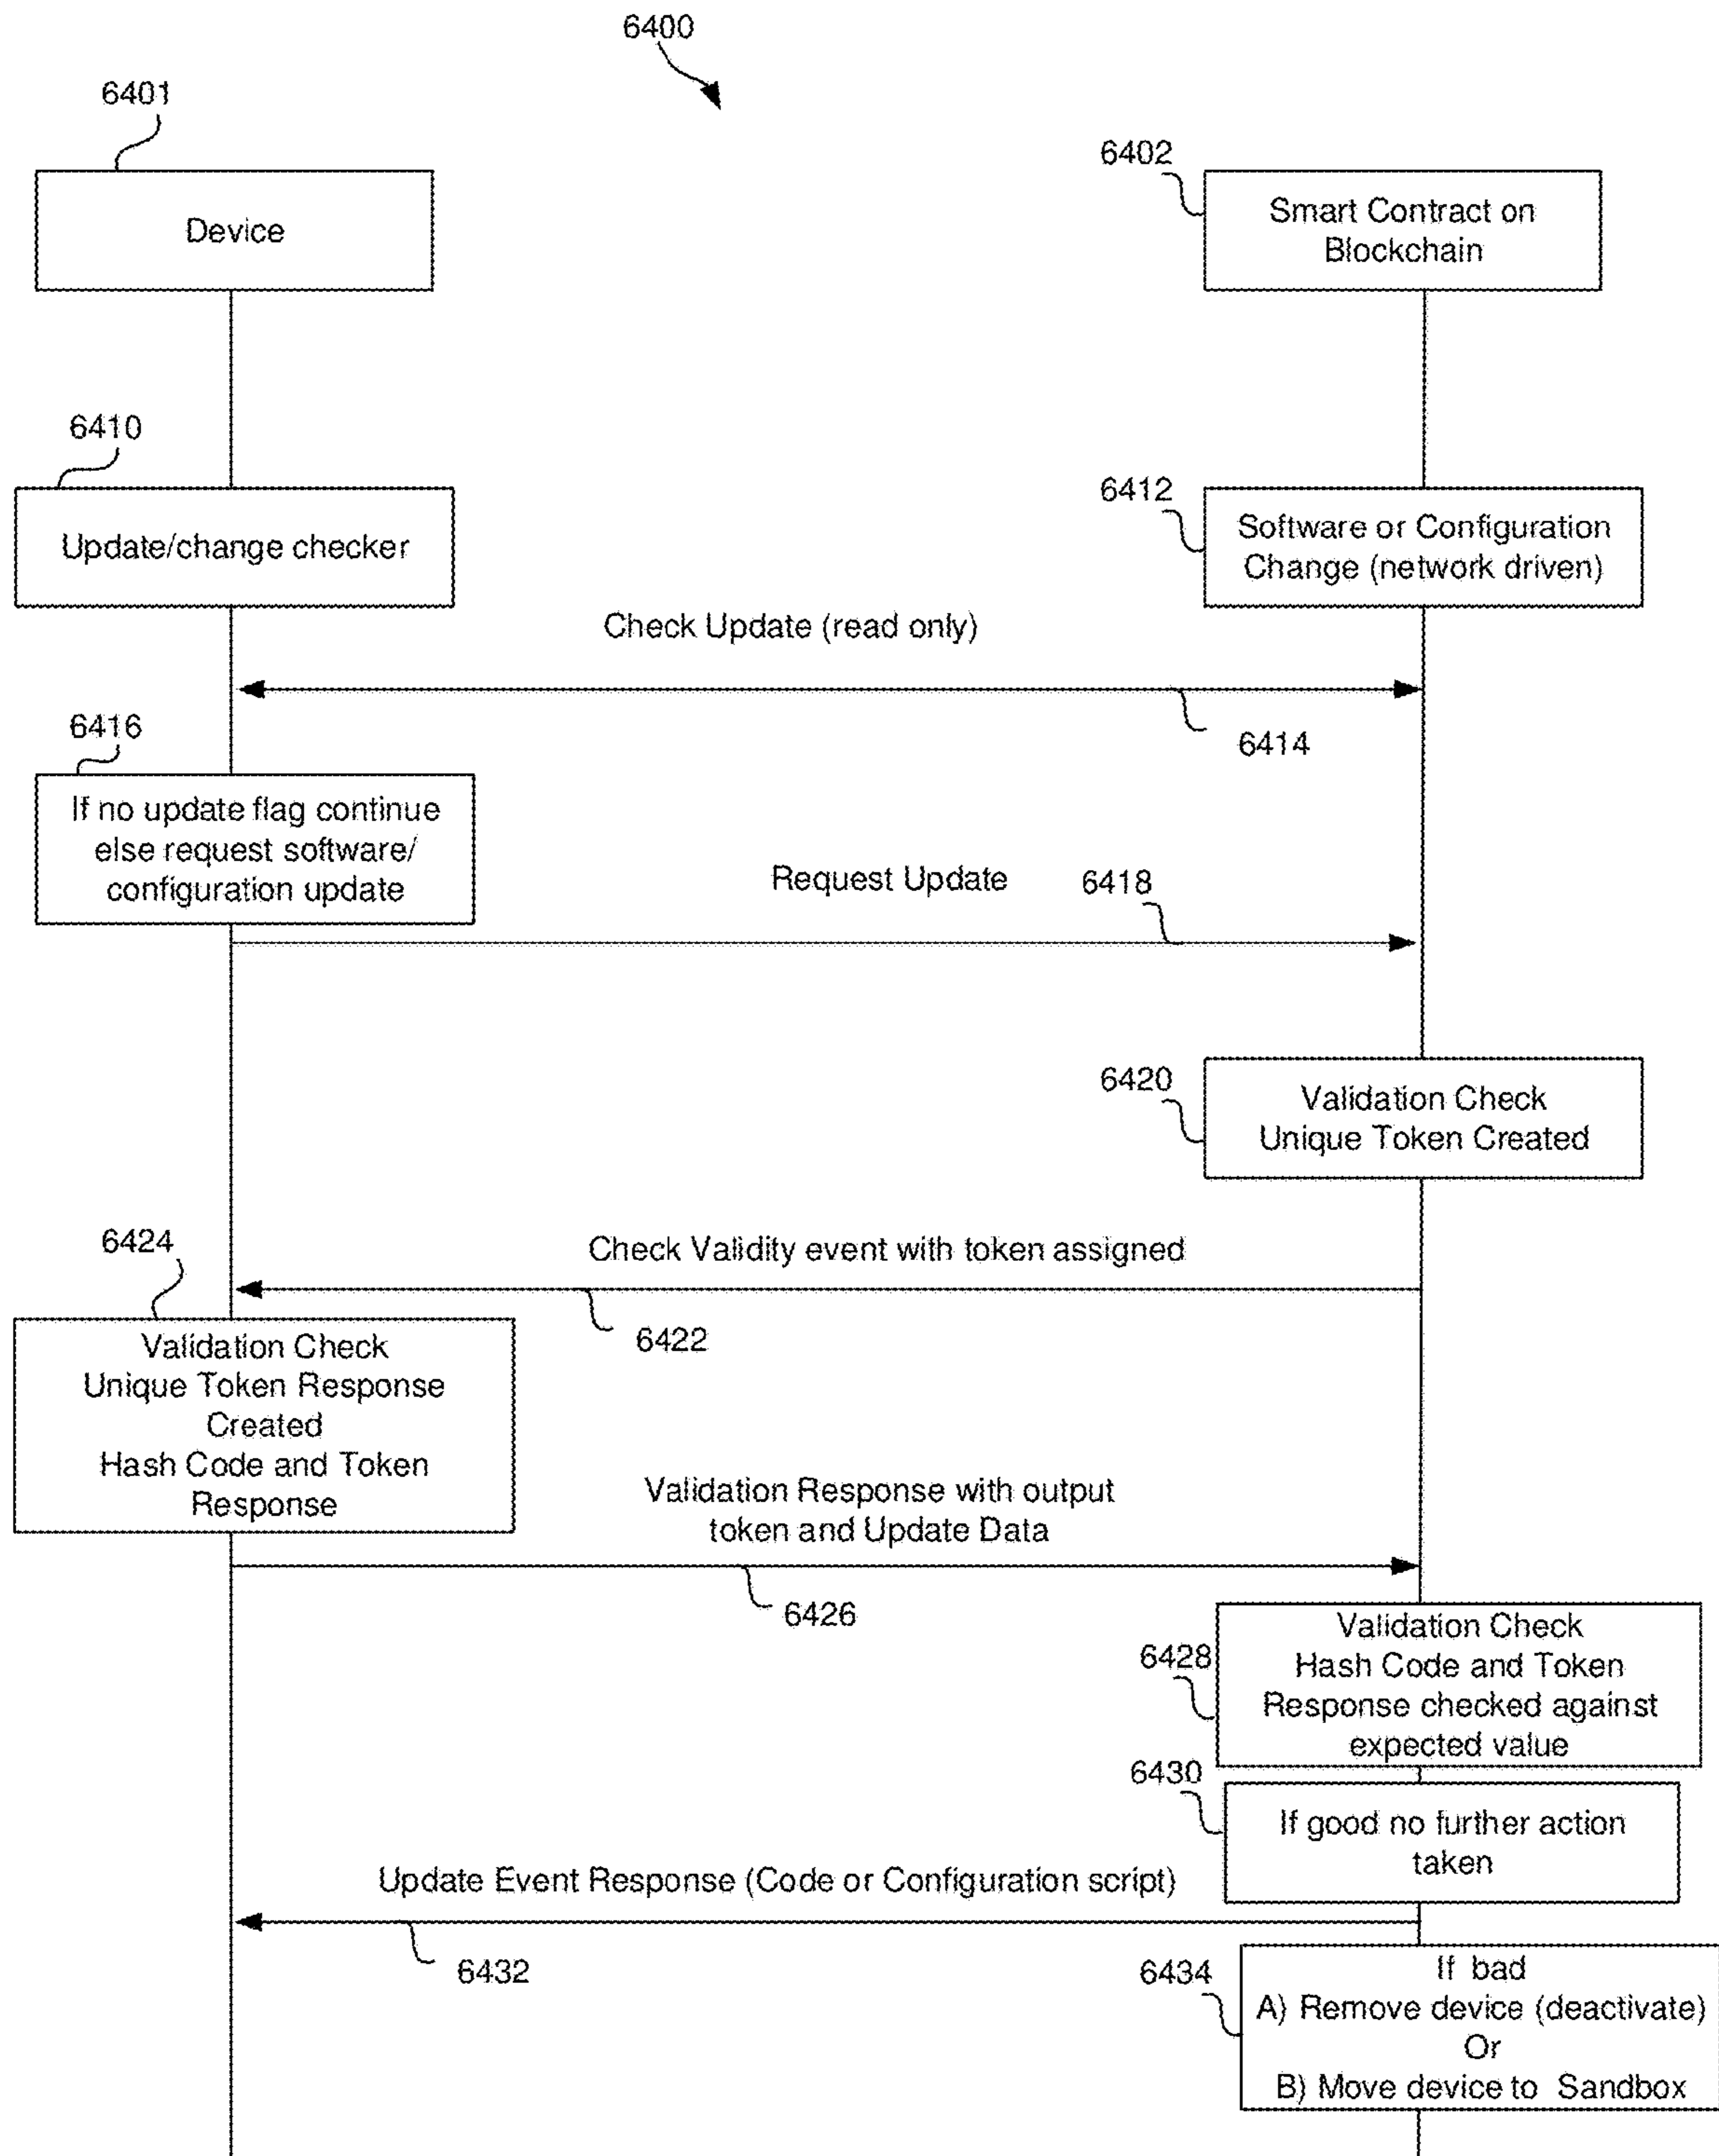 6400
6401
6402
Device
Smart Contract on
Blockchain
6410
6412
Update/change checker
Software or Configuration
Change (network driven)
Check Update (read only)
6414
6416
If no update flag continue
else request software/
configuration update
Request Update
6418
6420
Validation Check
Unique Token Created
6424
Check Validity event with token assigned
6422
Validation Check
Unique Token Response
Created
Hash Code and Token
Response
Validation Response with output
token and Update Data
6426
6428
Validation Check
Hash Code and Token
Response checked against
expected value
6430
If good no further action
taken
Update Event Response (Code or Configuration script)
6432
6434
If bad
A) Remove device (deactivate)
Or
B) Move device to Sandbox